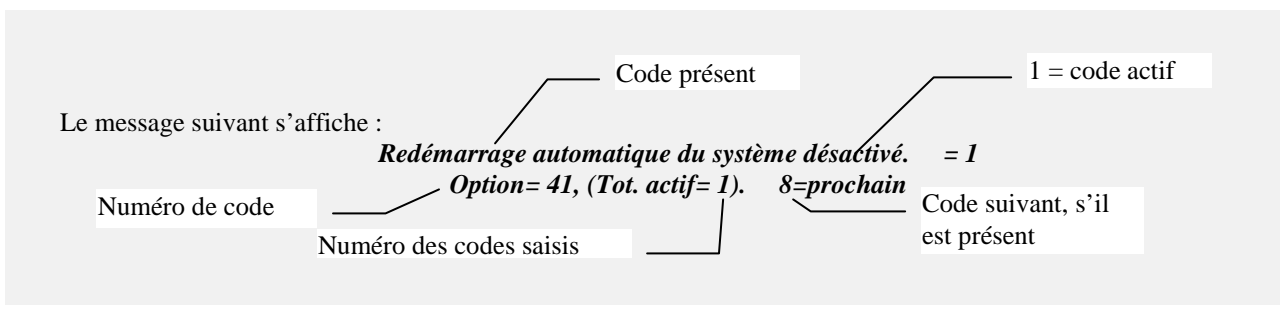 Code présent
1 = code actif
Le message suivant s’affiche :
Redémarrage automatique du système désactivé.    = 1
Option= 41, (Tot. actif= 1).    8=prochain
Numéro de code
Code suivant, s’il
est présent
Numéro des codes saisis